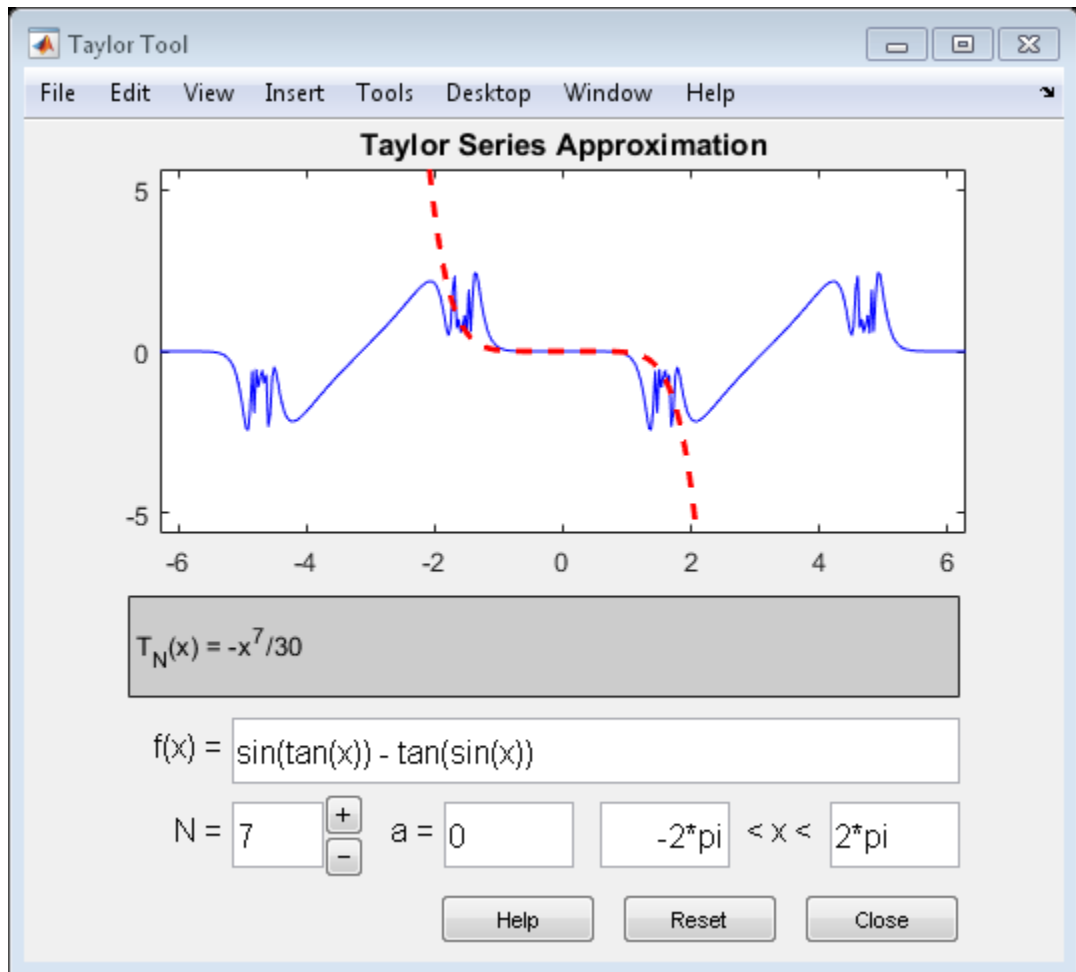 Taylor Tool
File Edit View Insert Tools Desktop Window Help
Taylor Series Approximation
5
0
-5
-6 -4 -2 0 2 4 6
T_N(x) = -x^7/30
f(x) = sin(tan(x)) - tan(sin(x))
N = 7 + - a = 0 -2*pi < x < 2*pi
Help Reset Close